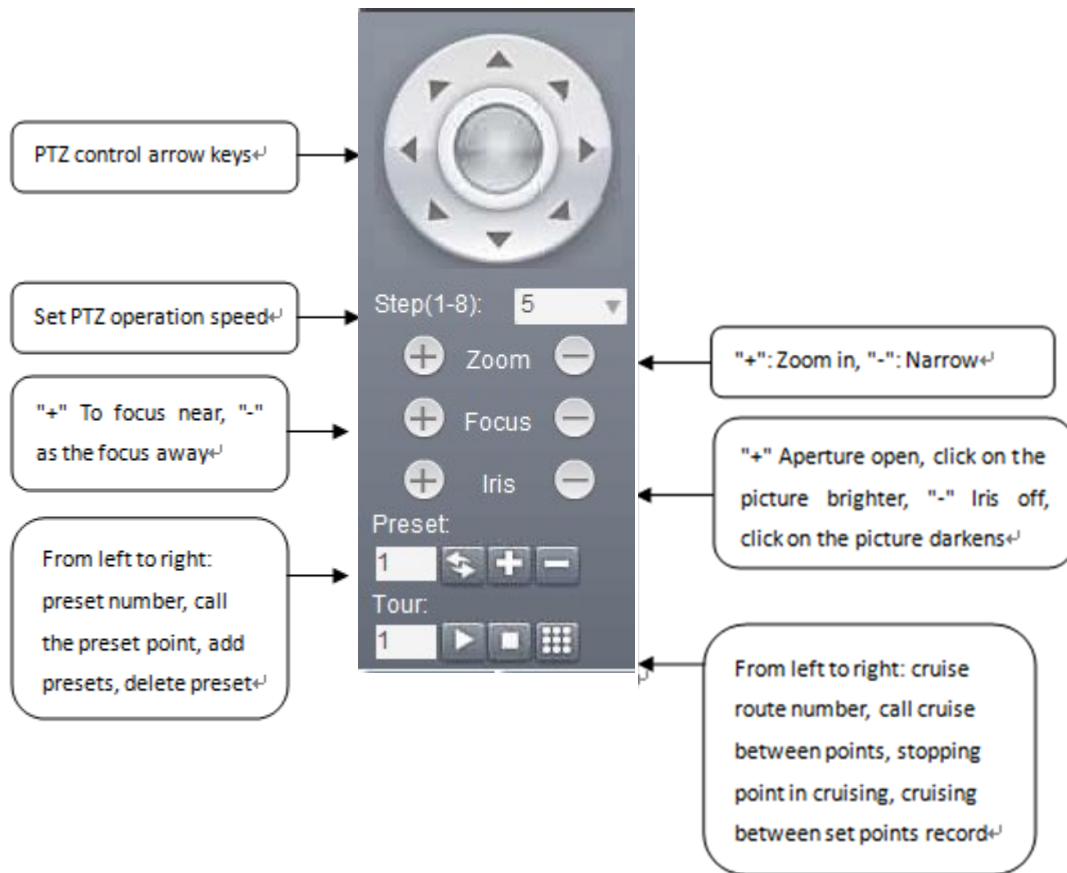 PTZ control arrow keys↵
Set PTZ operation speed↵
"+" To focus near, "-"
as the focus away↵
From left to right:
preset number, call
the preset point, add
presets, delete preset↵
Step(1-8): 5
Zoom
Focus
Iris
Preset:
1
Tour:
1
"+": Zoom in, "-": Narrow↵
"+" Aperture open, click on the
picture brighter, "-" Iris off,
click on the picture darkens↵
From left to right: cruise
route number, call cruise
between points, stopping
point in cruising, cruising
between set points record↵